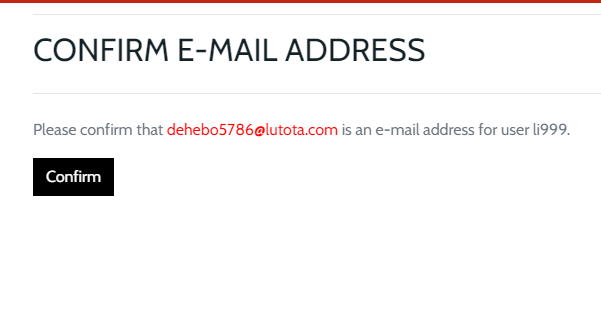 CONFIRM E-MAIL ADDRESS
Please confirm that dehebo5786@lutota.com is an e-mail address for user li999.
Confirm